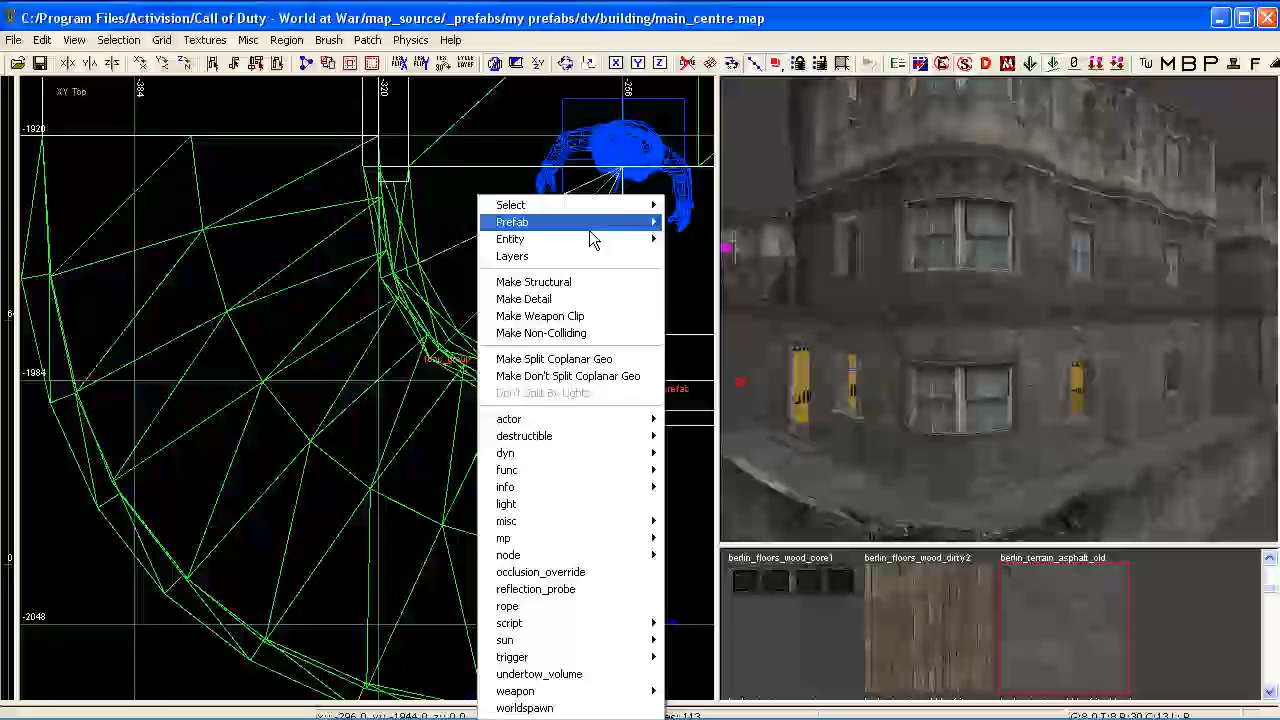 C:/Program Files/Activision/Call of Duty - World at War/map_source/_prefabs/my prefabs/dv/building/main_centre.map
File Edit View Selection Grid Textures Misc Region Brush Patch Physics Help
XY Top
-384
-320
-256
-1920
-1984
-2048
Select
Prefab
Entity
Layers
Make Structural
Make Detail
Make Weapon Clip
Make Non-Colliding
Make Split Coplanar Geo
Make Don't Split Coplanar Geo
Don't Split By Lights
actor
destructible
dyn
func
info
light
misc
mp
node
occlusion_override
reflection_probe
rope
script
sun
trigger
undertow_volume
weapon
worldspawn
berlin_floors_wood_core1
berlin_floors_wood_dirty2
berlin_terrain_asphalt_old